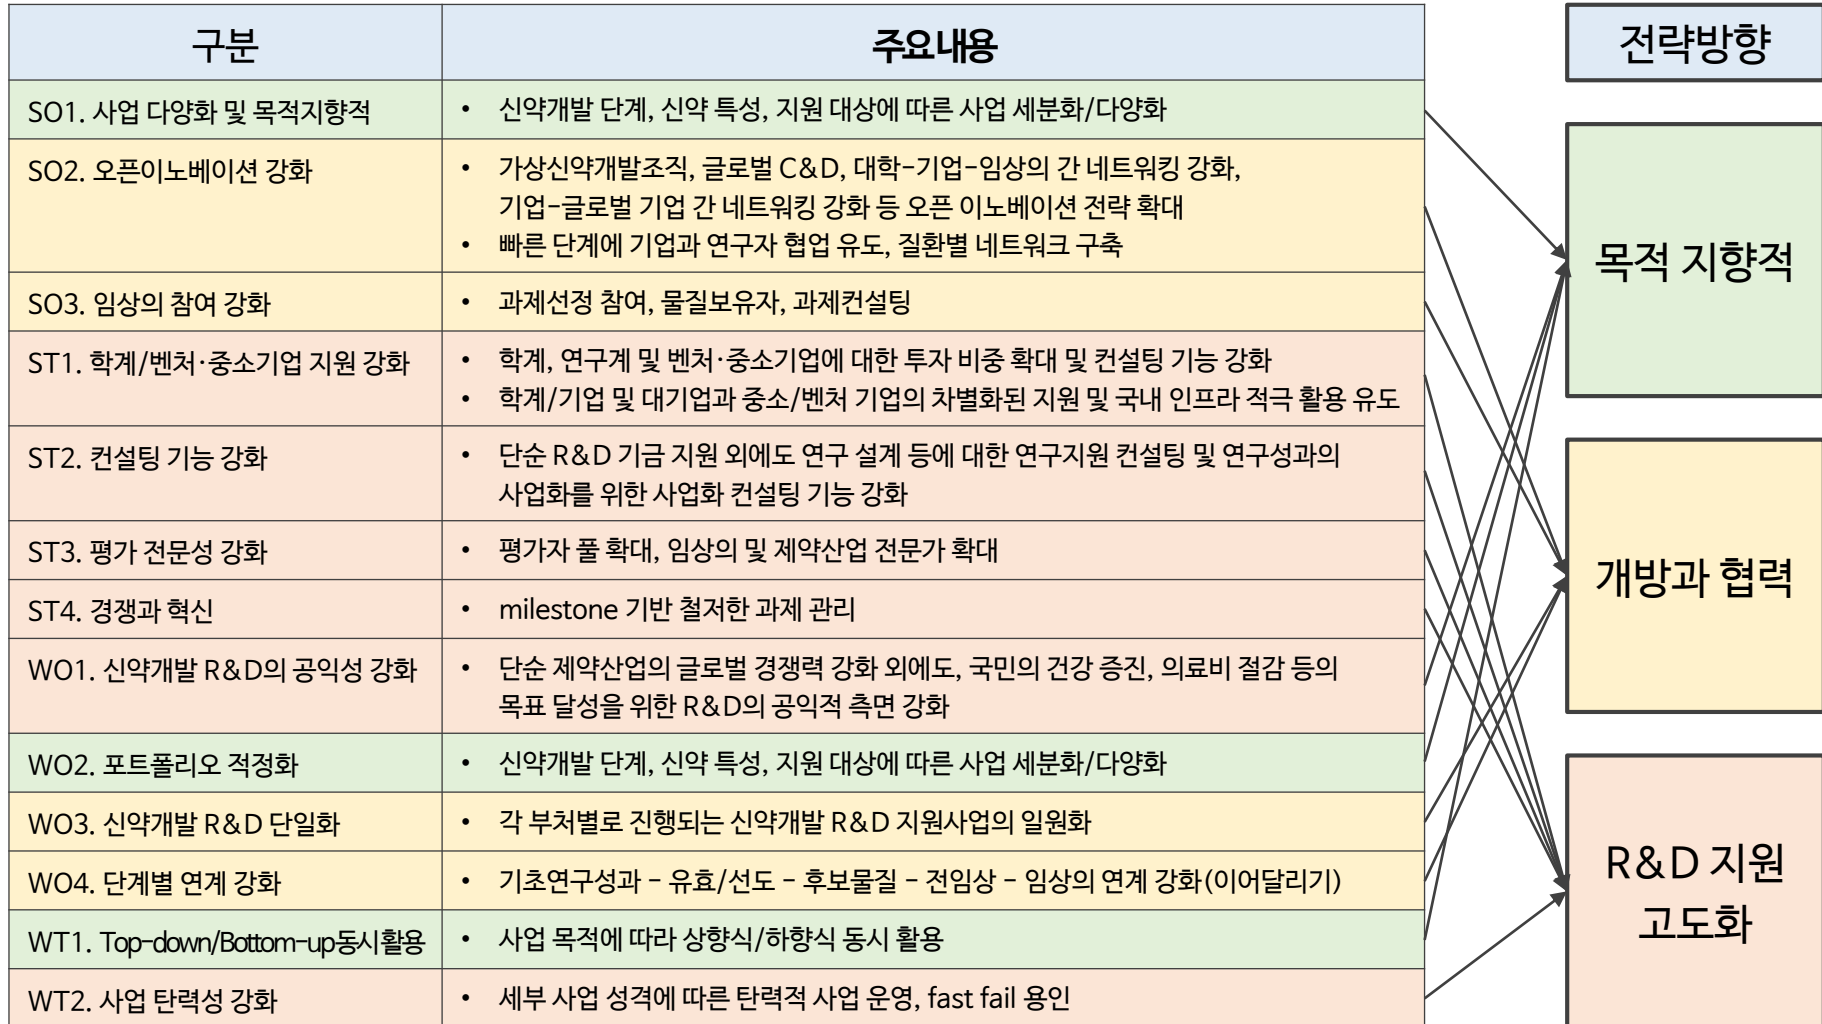 구분
주요내용
전략방향
SO1. 사업 다양화 및 목적지향적
• 신약개발 단계, 신약 특성, 지원 대상에 따른 사업 세분화/다양화
SO2. 오픈이노베이션 강화
• 가상신약개발조직, 글로벌 C&D, 대학-기업-임상의 간 네트워킹 강화,
기업-글로벌 기업 간 네트워킹 강화 등 오픈 이노베이션 전략 확대
• 빠른 단계에 기업과 연구자 협업 유도, 질환별 네트워크 구축
SO3. 임상의 참여 강화
• 과제선정 참여, 물질보유자, 과제컨설팅
ST1. 학계/벤처·중소기업 지원 강화
• 학계, 연구계 및 벤처·중소기업에 대한 투자 비중 확대 및 컨설팅 기능 강화
• 학계/기업 및 대기업과 중소/벤처 기업의 차별화된 지원 및 국내 인프라 적극 활용 유도
ST2. 컨설팅 기능 강화
• 단순 R&D 기금 지원 외에도 연구 설계 등에 대한 연구지원 컨설팅 및 연구성과의
사업화를 위한 사업화 컨설팅 기능 강화
ST3. 평가 전문성 강화
• 평가자 풀 확대, 임상의 및 제약산업 전문가 확대
ST4. 경쟁과 혁신
• milestone 기반 철저한 과제 관리
WO1. 신약개발 R&D의 공익성 강화
• 단순 제약산업의 글로벌 경쟁력 강화 외에도, 국민의 건강 증진, 의료비 절감 등의
목표 달성을 위한 R&D의 공익적 측면 강화
WO2. 포트폴리오 적정화
• 신약개발 단계, 신약 특성, 지원 대상에 따른 사업 세분화/다양화
WO3. 신약개발 R&D 단일화
• 각 부처별로 진행되는 신약개발 R&D 지원사업의 일원화
WO4. 단계별 연계 강화
• 기초연구성과 - 유효/선도 - 후보물질 - 전임상 - 임상의 연계 강화(이어달리기)
WT1. Top-down/Bottom-up동시활용
• 사업 목적에 따라 상향식/하향식 동시 활용
WT2. 사업 탄력성 강화
• 세부 사업 성격에 따른 탄력적 사업 운영, fast fail 용인
목적 지향적
개방과 협력
R&D 지원
고도화